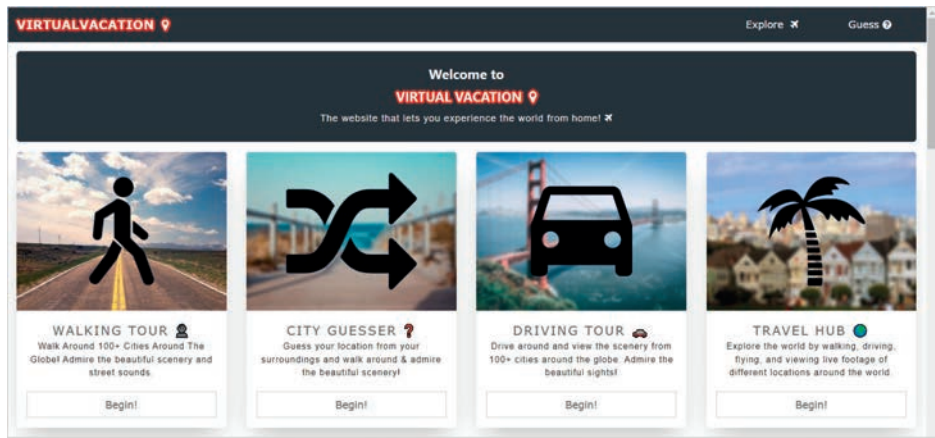 VIRTUALVACATION
Explore
Guess
Welcome to
VIRTUAL VACATION
The website that lets you experience the world from home!
WALKING TOUR
Walk Around 100+ Cities Around The
Globe! Admire the beautiful scenery and
street sounds.
Begin!
CITY GUESSER
Guess your location from your
surroundings and walk around & admire
the beautiful scenery!
Begin!
DRIVING TOUR
Drive around and view the scenery from
100+ cities around the globe. Admire the
beautiful sights!
Begin!
TRAVEL HUB
Explore the world by walking, driving,
flying, and viewing live footage of
different locations around the world.
Begin!